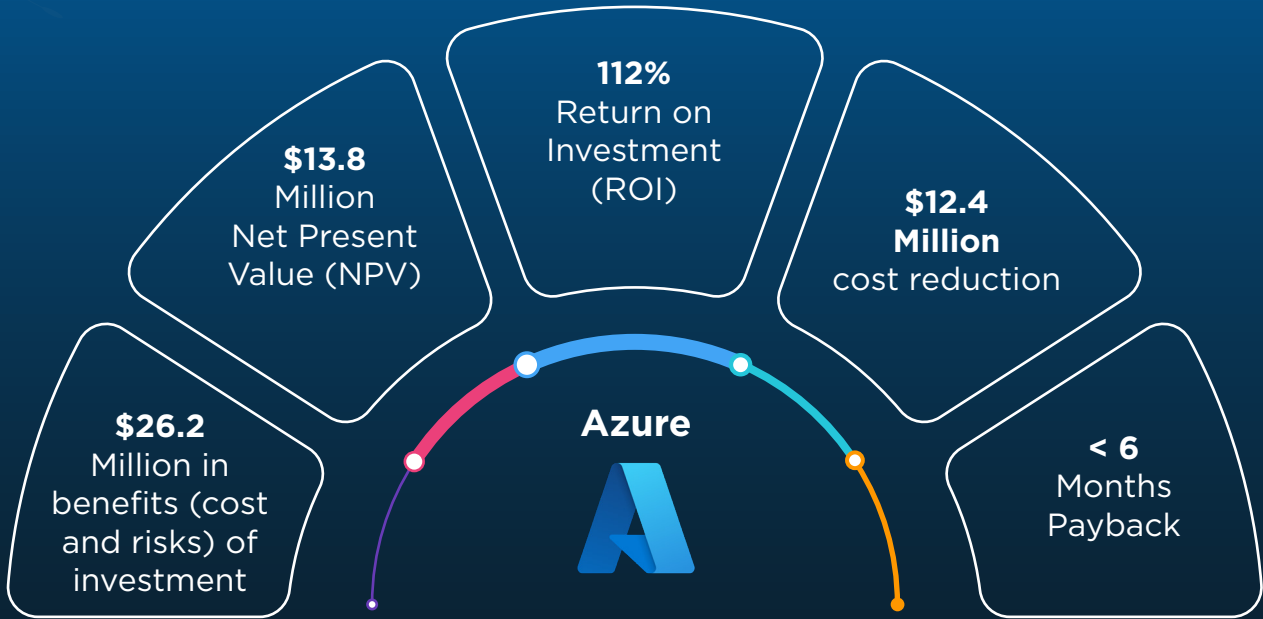 $26.2
Million in
benefits (cost
and risks) of
investment
$13.8
Million
Net Present
Value (NPV)
112%
Return on
Investment
(ROI)
$12.4
Million
cost reduction
< 6
Months
Payback
Azure